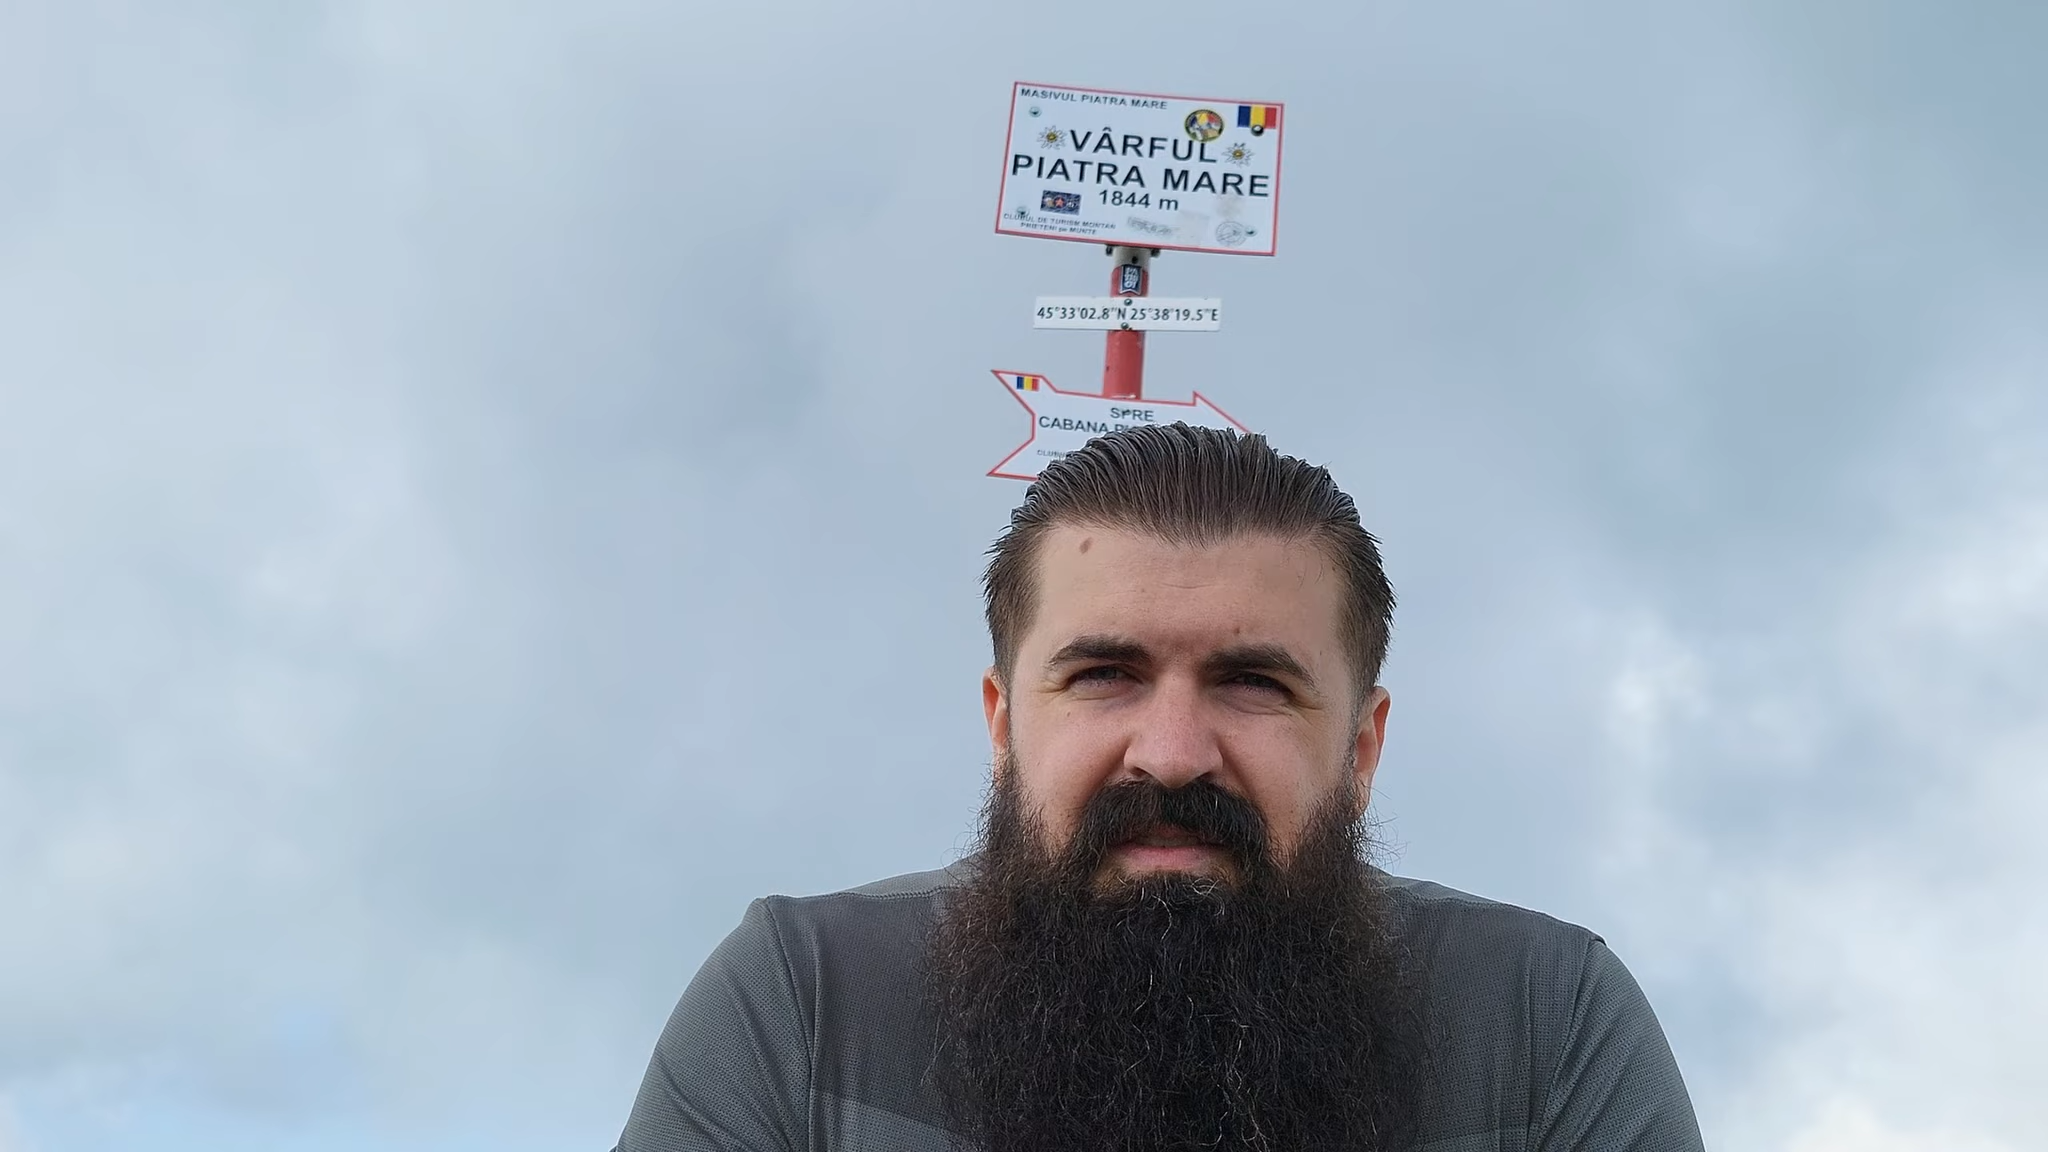 MASIVUL PIATRA MARE
VÂRFUL
PIATRA MARE
1844 m
CLUBUL DE TURISM MONTAN
PRIETENI pe MUNTE
45°33'02.8"N 25°38'19.5"E
SPRE
CABANA